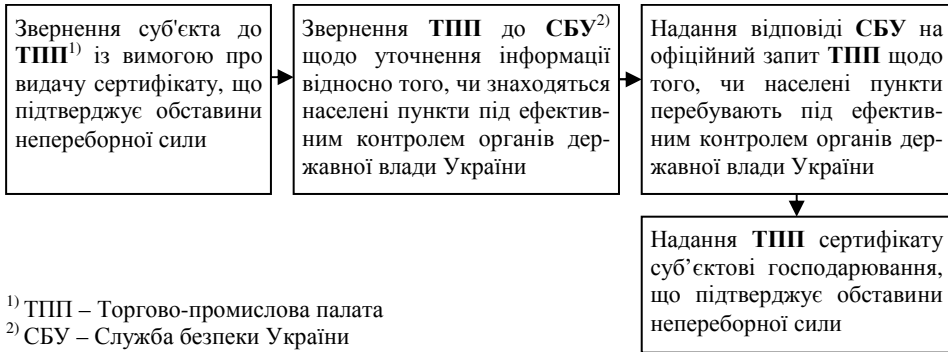 Звернення суб'єкта до
ТПП1) із вимогою про
видачу сертифікату, що
підтверджує обставини
непереборної сили
Звернення ТПП до СБУ2)
щодо уточнення інформації
відносно того, чи знаходяться
населені пункти під ефектив-
ним контролем органів дер-
жавної влади України
Надання відповіді СБУ на
офіційний запит ТПП щодо
того, чи населені пункти
перебувають під ефектив-
ним контролем органів дер-
жавної влади України
Надання ТПП сертифікату
суб’єктові господарювання,
що підтверджує обставини
непереборної сили
1) ТПП – Торгово-промислова палата
2) СБУ – Служба безпеки України